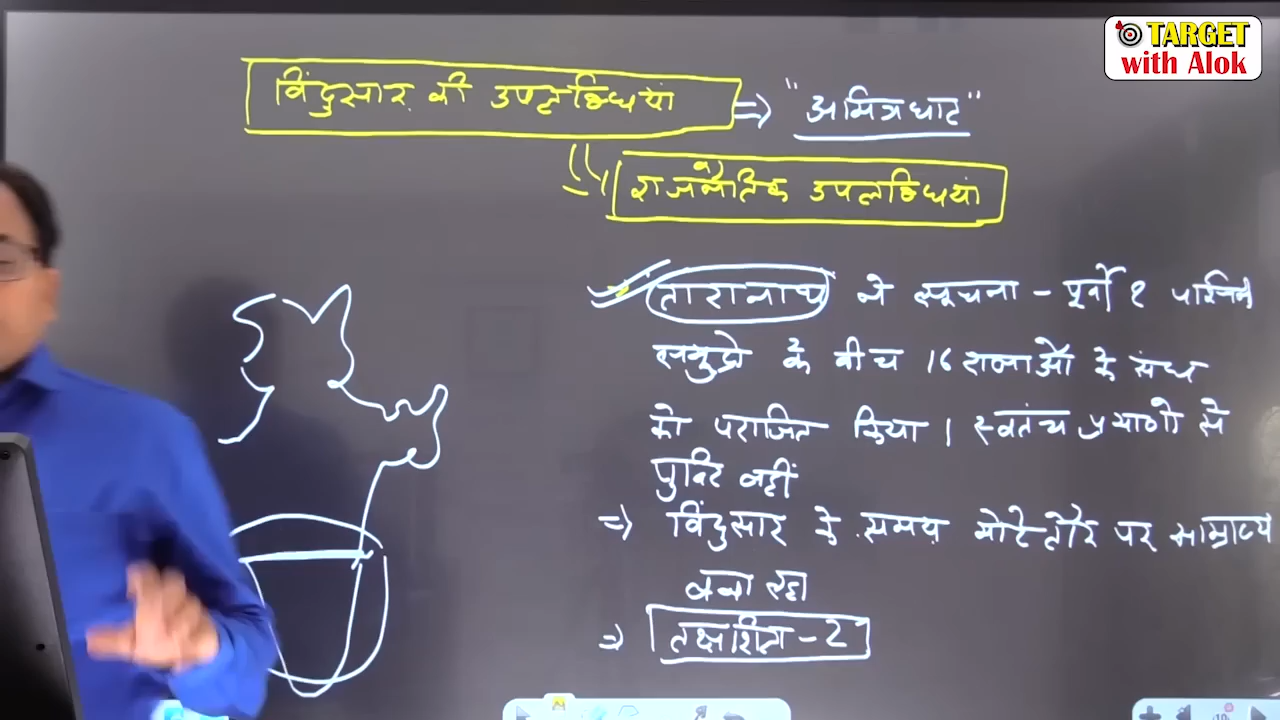 TARGET
with Alok
बिंदुसार की उपलब्धियां => "अमित्रघात"
राजनैतिक उपलब्धियां
तारानाथ ने सूचना - पूर्वी & पश्चिमी
समुद्रो के बीच 16 राजाओं के संघ
को पराजित किया । स्वतंत्र प्रमाणो से
पुष्टि नहीं
=> बिंदुसार के समय मोटेतौर पर साम्राज्य
बना रहा
=> तक्षशिला - 2